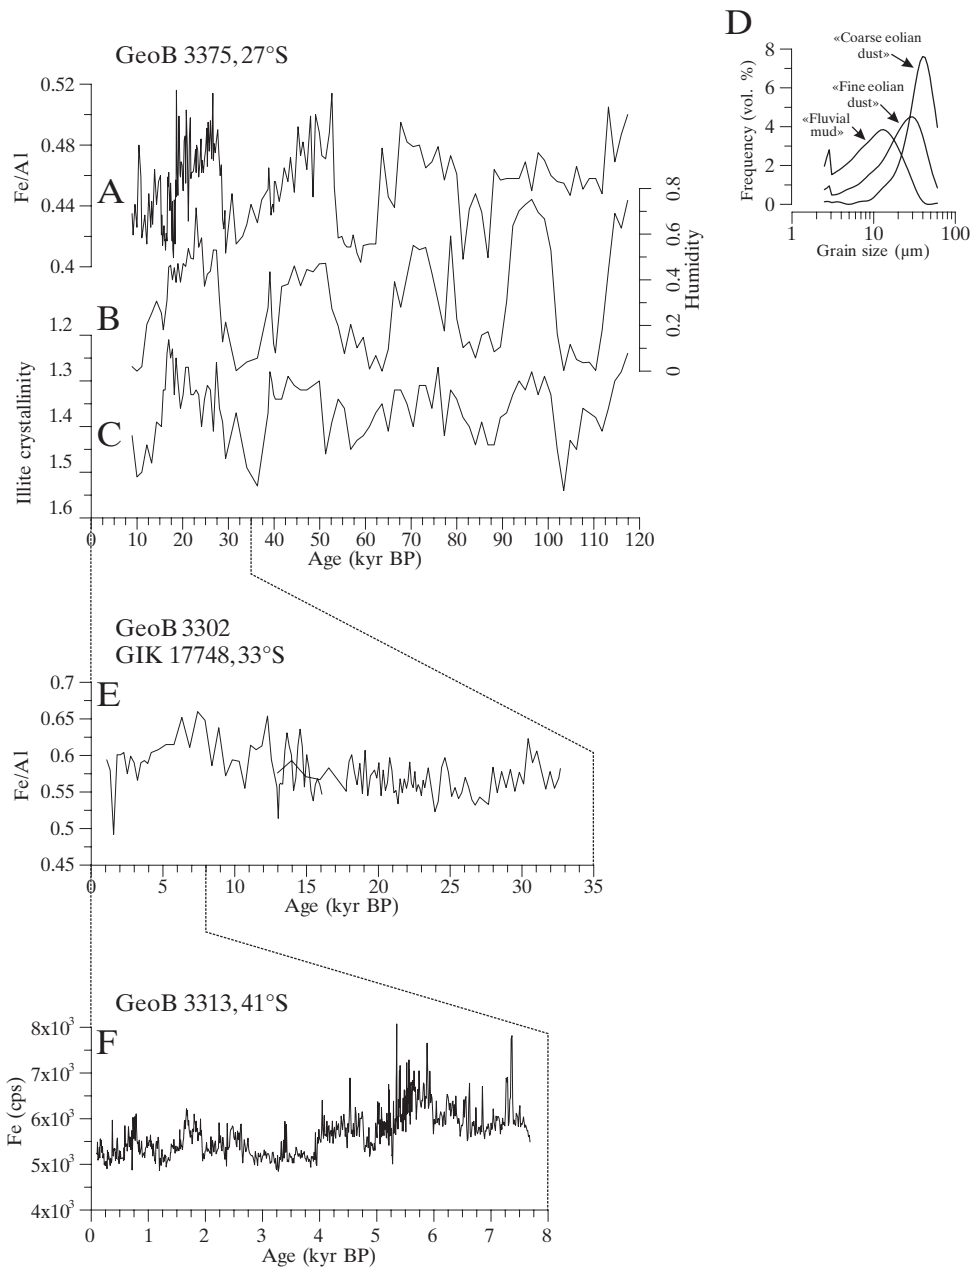 GeoB 3375, 27°S
0.52
0.48
0.44
0.4
Fe/Al
A
0.8
0.6
0.4
0.2
0
Humidity
B
1.2
1.3
1.4
1.5
1.6
Illite crystallinity
C
0 10 20 30 40 50 60 70 80 90 100 110 120
Age (kyr BP)
D
8
6
4
2
0
Frequency (vol. %)
«Coarse eolian
dust»
«Fine eolian
dust»
«Fluvial
mud»
1 10 100
Grain size (µm)
GeoB 3302
GIK 17748, 33°S
0.7
0.65
0.6
0.55
0.5
0.45
Fe/Al
E
0 5 10 15 20 25 30 35
Age (kyr BP)
GeoB 3313, 41°S
8x10³
7x10³
6x10³
5x10³
4x10³
Fe (cps)
F
0 1 2 3 4 5 6 7 8
Age (kyr BP)